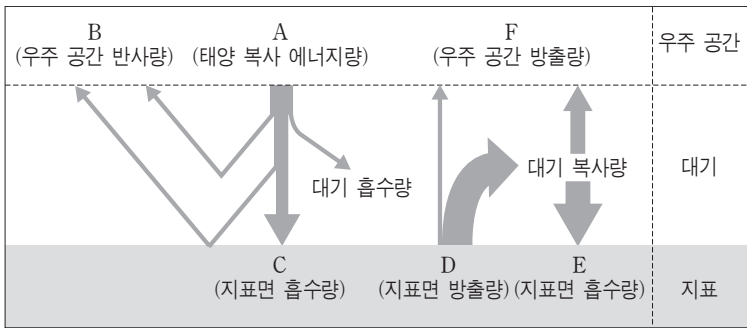 B A F
(우주 공간 반사량) (태양 복사 에너지량) (우주 공간 방출량) 우주 공간
대기 흡수량 대기 복사량 대기
C D E
(지표면 흡수량) (지표면 방출량) (지표면 흡수량) 지표